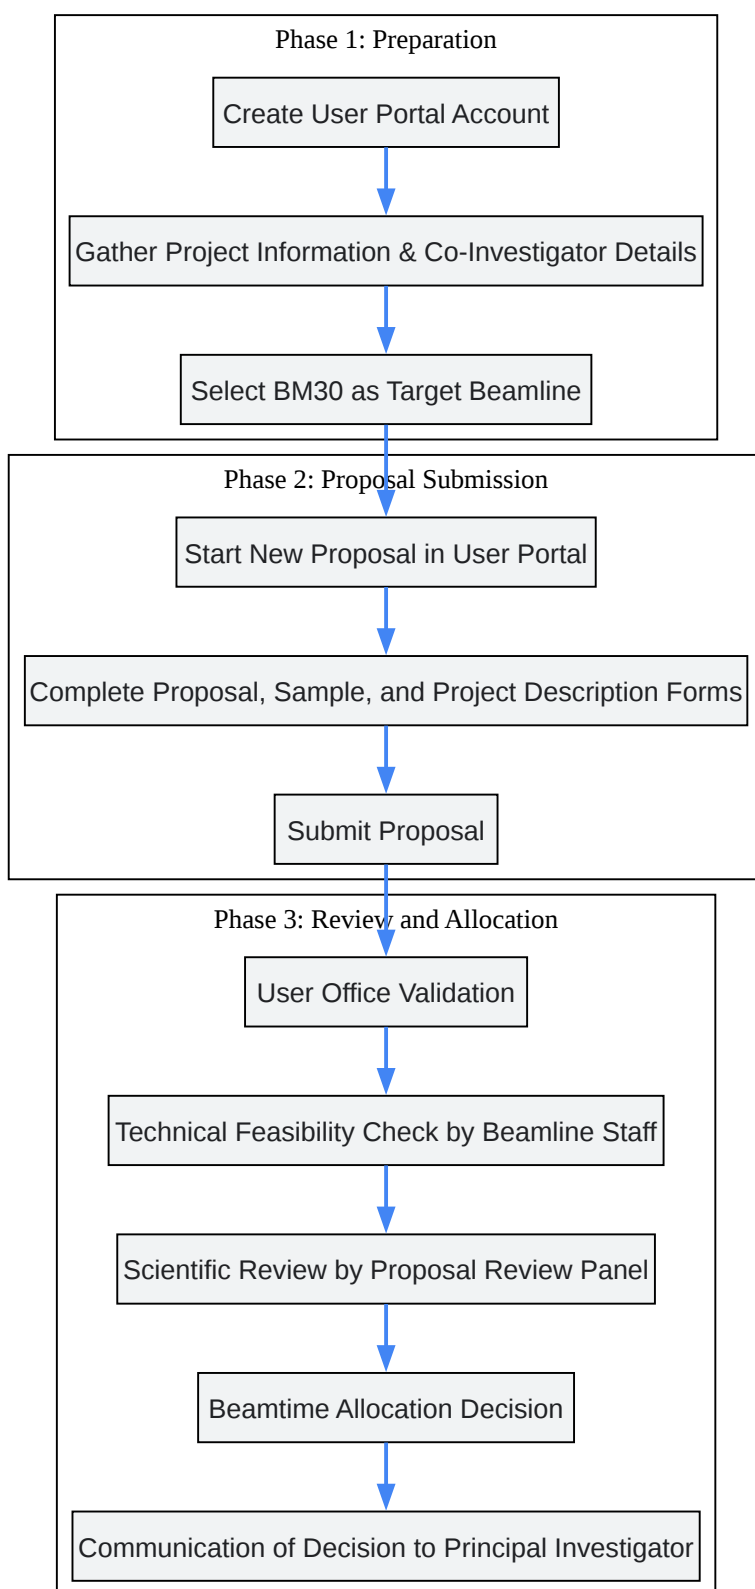 Phase 1: Preparation
Create User Portal Account
Gather Project Information & Co-Investigator Details
Select BM30 as Target Beamline
Phase 2: Proposal Submission
Start New Proposal in User Portal
Complete Proposal, Sample, and Project Description Forms
Submit Proposal
Phase 3: Review and Allocation
User Office Validation
Technical Feasibility Check by Beamline Staff
Scientific Review by Proposal Review Panel
Beamtime Allocation Decision
Communication of Decision to Principal Investigator